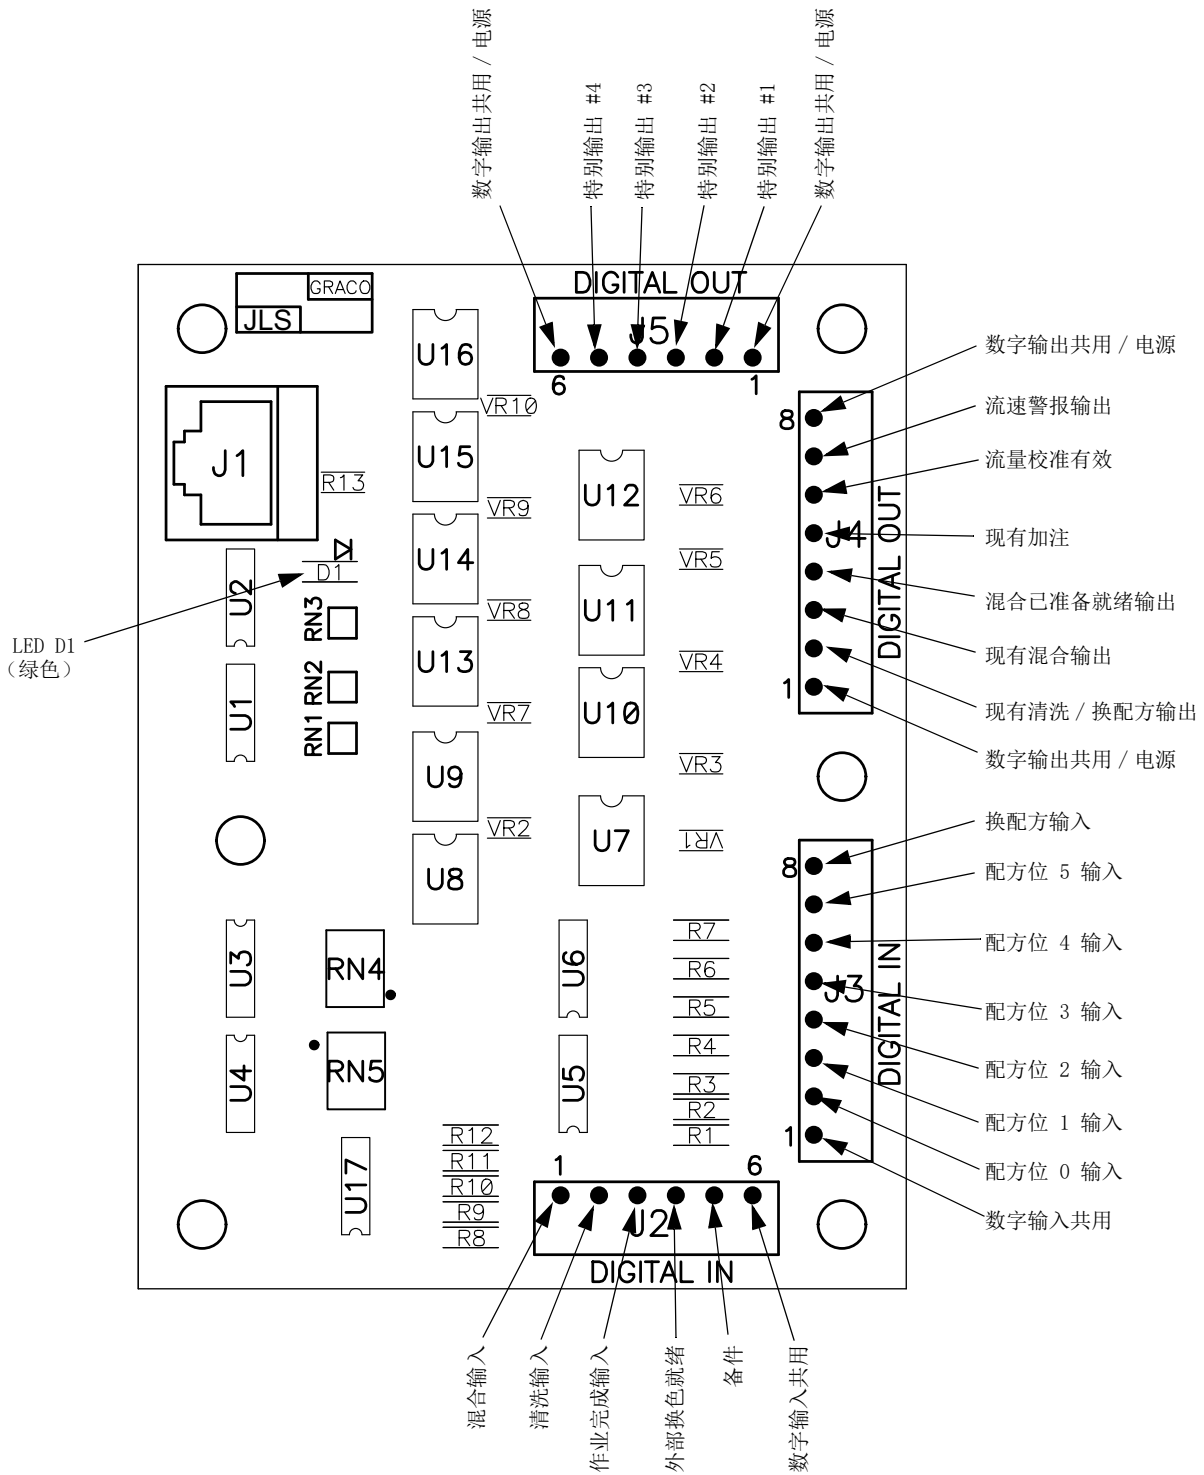 数字输出共用 / 电源
特别输出 #4
特别输出 #3
特别输出 #2
特别输出 #1
数字输出共用 / 电源
GRACO
JLS
DIGITAL OUT
J5
6
1
U16
VR10
J1
R13
U15
VR9
U12
VR6
U14
VR8
VR5
D1
U2
RN3
U11
U13
VR7
VR4
U1
RN2
RN1
U10
VR3
U9
VR2
U7
VR1
U8
LED D1
（绿色）
8
J4
1
DIGITAL OUT
数字输出共用 / 电源
流速警报输出
流量校准有效
现有加注
混合已准备就绪输出
现有混合输出
现有清洗 / 换配方输出
数字输出共用 / 电源
U3
RN4
U6
R7
R6
R5
U4
RN5
U5
R4
R3
R2
R1
U17
R12
R11
R10
R9
R8
8
J3
1
DIGITAL IN
换配方输入
配方位 5 输入
配方位 4 输入
配方位 3 输入
配方位 2 输入
配方位 1 输入
配方位 0 输入
数字输入共用
1
6
J2
DIGITAL IN
混合输入
清洗输入
作业完成输入
外部换色就绪
备件
数字输入共用